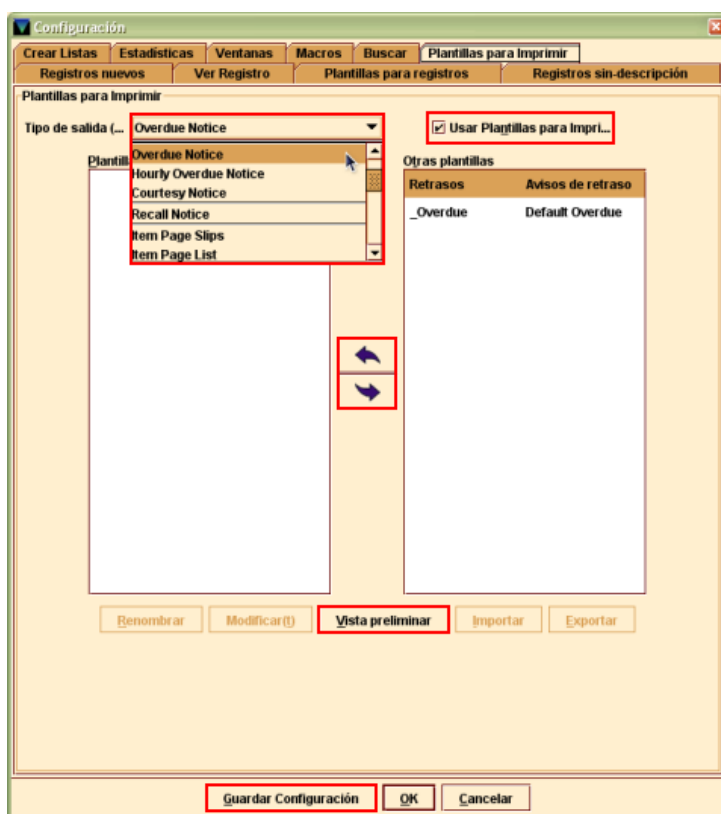 Configuración
Crear Listas Estadísticas Ventanas Macros Buscar Plantillas para Imprimir
Registros nuevos Ver Registro Plantillas para registros Registros sin-descripción
Plantillas para Imprimir
Tipo de salida (... Overdue Notice Usar Plantillas para Impri...
Plantill
Overdue Notice
Hourly Overdue Notice
Courtesy Notice
Recall Notice
Item Page Slips
Item Page List
Otras plantillas
Retrasos Avisos de retraso
_Overdue Default Overdue
Renombrar Modificar(t) Vista preliminar Importar Exportar
Guardar Configuración OK Cancelar